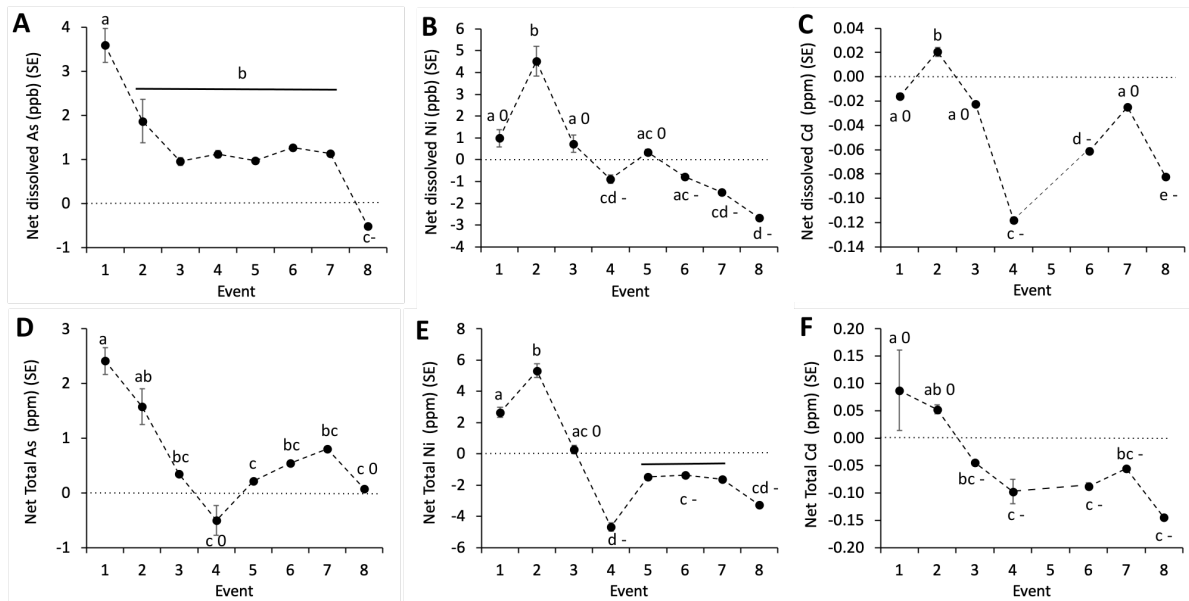 A
Net dissolved As (ppb) (SE)
4
3
2
1
0
-1
a
b
c-
1 2 3 4 5 6 7 8
Event
B
Net dissolved Ni (ppb) (SE)
6
5
4
3
2
1
0
-1
-2
-3
-4
a 0
b
a 0
cd -
ac 0
ac -
cd -
d -
1 2 3 4 5 6 7 8
Event
C
Net dissolved Cd (ppm) (SE)
0.04
0.02
0.00
-0.02
-0.04
-0.06
-0.08
-0.10
-0.12
-0.14
a 0
b
a 0
c -
d -
a 0
e -
1 2 3 4 5 6 7 8
Event
D
Net Total As (ppm) (SE)
3
2
1
0
-1
a
ab
bc
c 0
c
bc
bc
c 0
1 2 3 4 5 6 7 8
Event
E
Net Total Ni (ppm) (SE)
8
6
4
2
0
-2
-4
-6
a
b
ac 0
d -
c -
cd -
1 2 3 4 5 6 7 8
Event
F
Net Total Cd (ppm) (SE)
0.20
0.15
0.10
0.05
0.00
-0.05
-0.10
-0.15
-0.20
a 0
ab 0
bc -
c -
c -
bc -
c -
1 2 3 4 5 6 7 8
Event